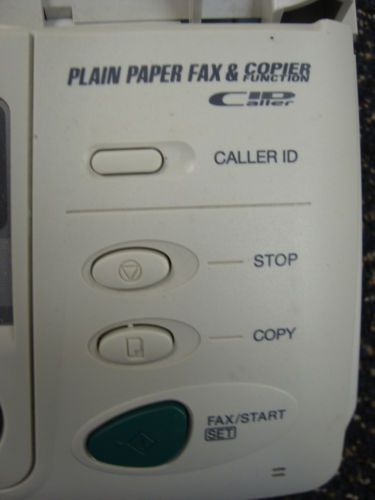 PLAIN PAPER FAX & COPIER FUNCTION
CID Caller
CALLER ID
STOP
COPY
FAX/START
SET